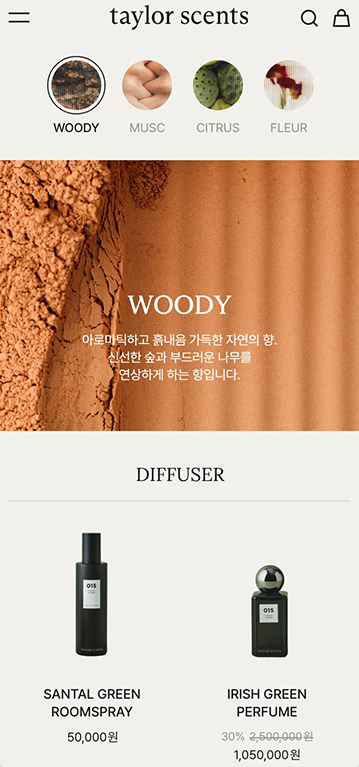 taylor scents
WOODY
MUSC
CITRUS
FLEUR
WOODY
아로마틱하고 흙내음 가득한 자연의 향.
신선한 숲과 부드러운 나무를
연상하게 하는 향입니다.
DIFFUSER
015
015
SANTAL GREEN
ROOMSPRAY
50,000원
IRISH GREEN
PERFUME
30% 2,500,000원
1,050,000원